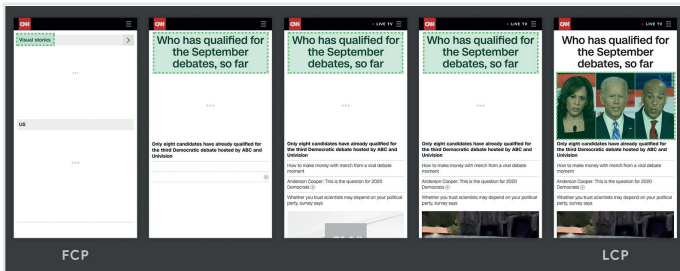 CNN
Visual stories
US
CNN
Who has qualified for
the September
debates, so far
Only eight candidates have already qualified for
the third Democratic debate hosted by ABC and
Univision
CNN
LIVE TV
Who has qualified for
the September
debates, so far
Only eight candidates have already qualified for
the third Democratic debate hosted by ABC and
Univision
How to make money with merch from a viral debate
moment
Anderson Cooper: This is the question for 2020
Democrats
Whether you trust scientists may depend on your political
party, survey says
CNN
LIVE TV
Who has qualified for
the September
debates, so far
Only eight candidates have already qualified for
the third Democratic debate hosted by ABC and
Univision
How to make money with merch from a viral debate
moment
Anderson Cooper: This is the question for 2020
Democrats
Whether you trust scientists may depend on your political
party, survey says
CNN
LIVE TV
Who has qualified for
the September
debates, so far
Only eight candidates have already qualified for
the third Democratic debate hosted by ABC and
Univision
How to make money with merch from a viral debate
moment
Anderson Cooper: This is the question for 2020
Democrats
Whether you trust scientists may depend on your political
party, survey says
FCP
LCP